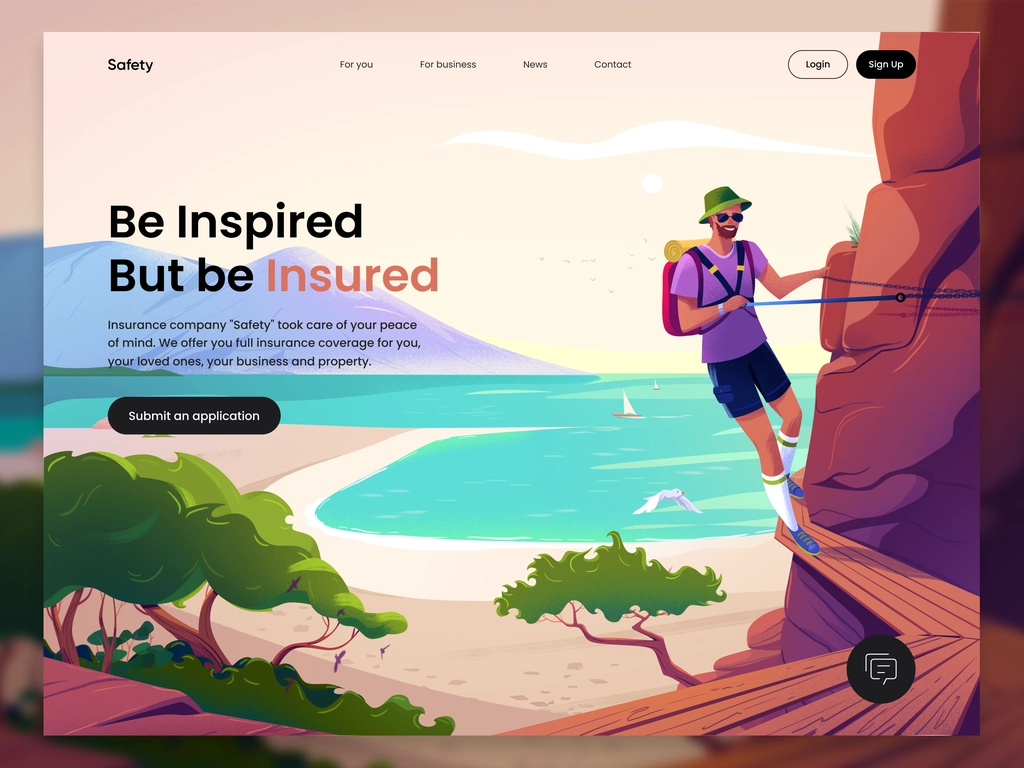 Safety
For you
For business
News
Contact
Login
Sign Up
Be Inspired
But be Insured
Insurance company "Safety" took care of your peace
of mind. We offer you full insurance coverage for you,
your loved ones, your business and property.
Submit an application